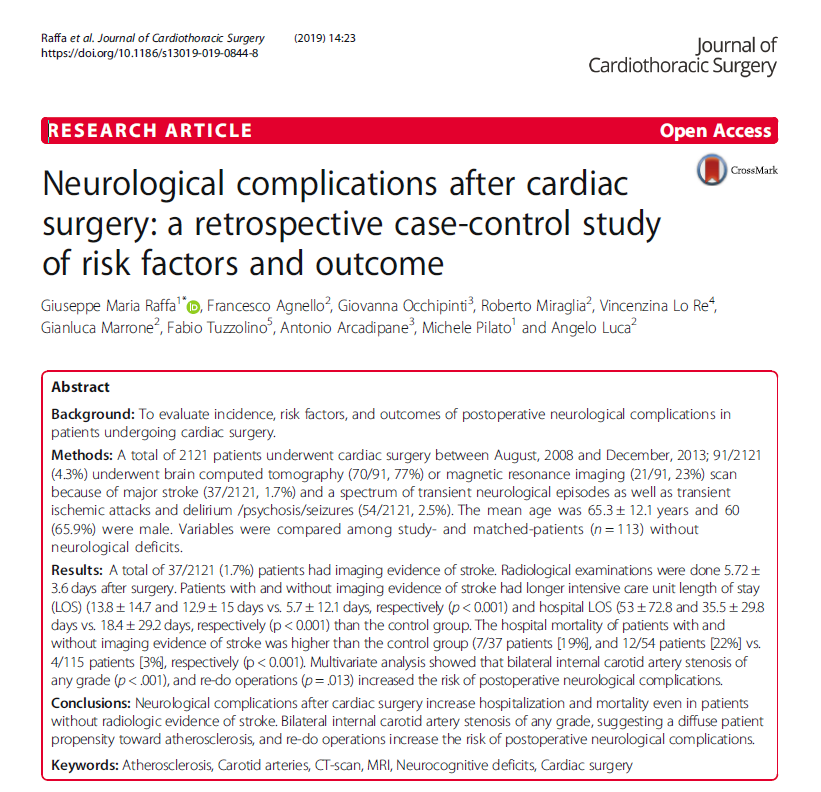 Raffa et al. Journal of Cardiothoracic Surgery (2019) 14:23
https://doi.org/10.1186/s13019-019-0844-8
Journal of
Cardiothoracic Surgery
RESEARCH ARTICLE Open Access
CrossMark
Neurological complications after cardiac
surgery: a retrospective case-control study
of risk factors and outcome
Giuseppe Maria Raffa1* iD, Francesco Agnello2, Giovanna Occhipinti3, Roberto Miraglia2, Vincenzina Lo Re4,
Gianluca Marrone2, Fabio Tuzzolino5, Antonio Arcadipane3, Michele Pilato1 and Angelo Luca2
Abstract
Background: To evaluate incidence, risk factors, and outcomes of postoperative neurological complications in
patients undergoing cardiac surgery.
Methods: A total of 2121 patients underwent cardiac surgery between August, 2008 and December, 2013; 91/2121
(4.3%) underwent brain computed tomography (70/91, 77%) or magnetic resonance imaging (21/91, 23%) scan
because of major stroke (37/2121, 1.7%) and a spectrum of transient neurological episodes as well as transient
ischemic attacks and delirium /psychosis/seizures (54/2121, 2.5%). The mean age was 65.3 ± 12.1 years and 60
(65.9%) were male. Variables were compared among study- and matched-patients (n = 113) without
neurological deficits.
Results: A total of 37/2121 (1.7%) patients had imaging evidence of stroke. Radiological examinations were done 5.72 ±
3.6 days after surgery. Patients with and without imaging evidence of stroke had longer intensive care unit length of stay
(LOS) (13.8 ± 14.7 and 12.9 ± 15 days vs. 5.7 ± 12.1 days, respectively (p < 0.001) and hospital LOS (53 ± 72.8 and 35.5 ± 29.8
days vs. 18.4 ± 29.2 days, respectively (p < 0.001) than the control group. The hospital mortality of patients with and
without imaging evidence of stroke was higher than the control group (7/37 patients [19%], and 12/54 patients [22%] vs.
4/115 patients [3%], respectively (p < 0.001). Multivariate analysis showed that bilateral internal carotid artery stenosis of
any grade (p < .001), and re-do operations (p = .013) increased the risk of postoperative neurological complications.
Conclusions: Neurological complications after cardiac surgery increase hospitalization and mortality even in patients
without radiologic evidence of stroke. Bilateral internal carotid artery stenosis of any grade, suggesting a diffuse patient
propensity toward atherosclerosis, and re-do operations increase the risk of postoperative neurological complications.
Keywords: Atherosclerosis, Carotid arteries, CT-scan, MRI, Neurocognitive deficits, Cardiac surgery